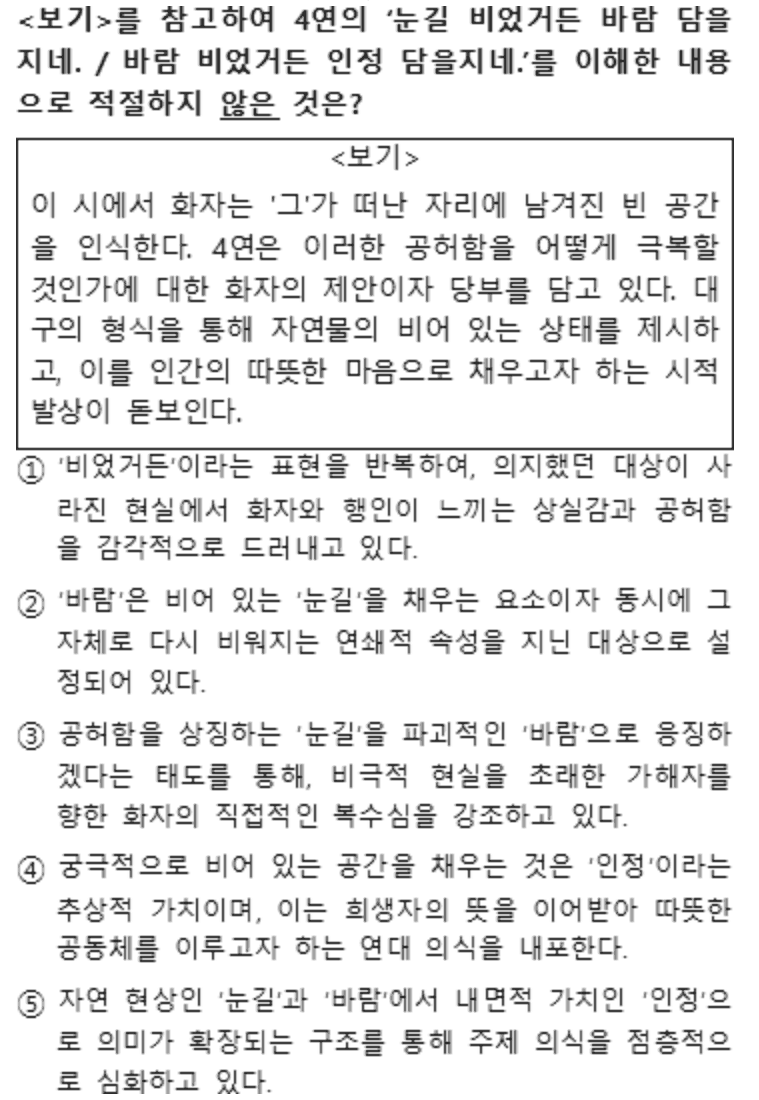 <보기>를 참고하여 4연의 '눈길 비었거든 바람 담을
지네. / 바람 비었거든 인정 담을지네.'를 이해한 내용
으로 적절하지 않은 것은?
<보기>
이 시에서 화자는 '그'가 떠난 자리에 남겨진 빈 공간
을 인식한다. 4연은 이러한 공허함을 어떻게 극복할
것인가에 대한 화자의 제안이자 당부를 담고 있다. 대
구의 형식을 통해 자연물의 비어 있는 상태를 제시하
고, 이를 인간의 따뜻한 마음으로 채우고자 하는 시적
발상이 돋보인다.
① '비었거든'이라는 표현을 반복하여, 의지했던 대상이 사
라진 현실에서 화자와 행인이 느끼는 상실감과 공허함
을 감각적으로 드러내고 있다.
② '바람'은 비어 있는 '눈길'을 채우는 요소이자 동시에 그
자체로 다시 비워지는 연쇄적 속성을 지닌 대상으로 설
정되어 있다.
③ 공허함을 상징하는 '눈길'을 파괴적인 '바람'으로 응징하
겠다는 태도를 통해, 비극적 현실을 초래한 가해자를
향한 화자의 직접적인 복수심을 강조하고 있다.
④ 궁극적으로 비어 있는 공간을 채우는 것은 '인정'이라는
추상적 가치이며, 이는 희생자의 뜻을 이어받아 따뜻한
공동체를 이루고자 하는 연대 의식을 내포한다.
⑤ 자연 현상인 '눈길'과 '바람'에서 내면적 가치인 '인정'으
로 의미가 확장되는 구조를 통해 주제 의식을 점층적으
로 심화하고 있다.